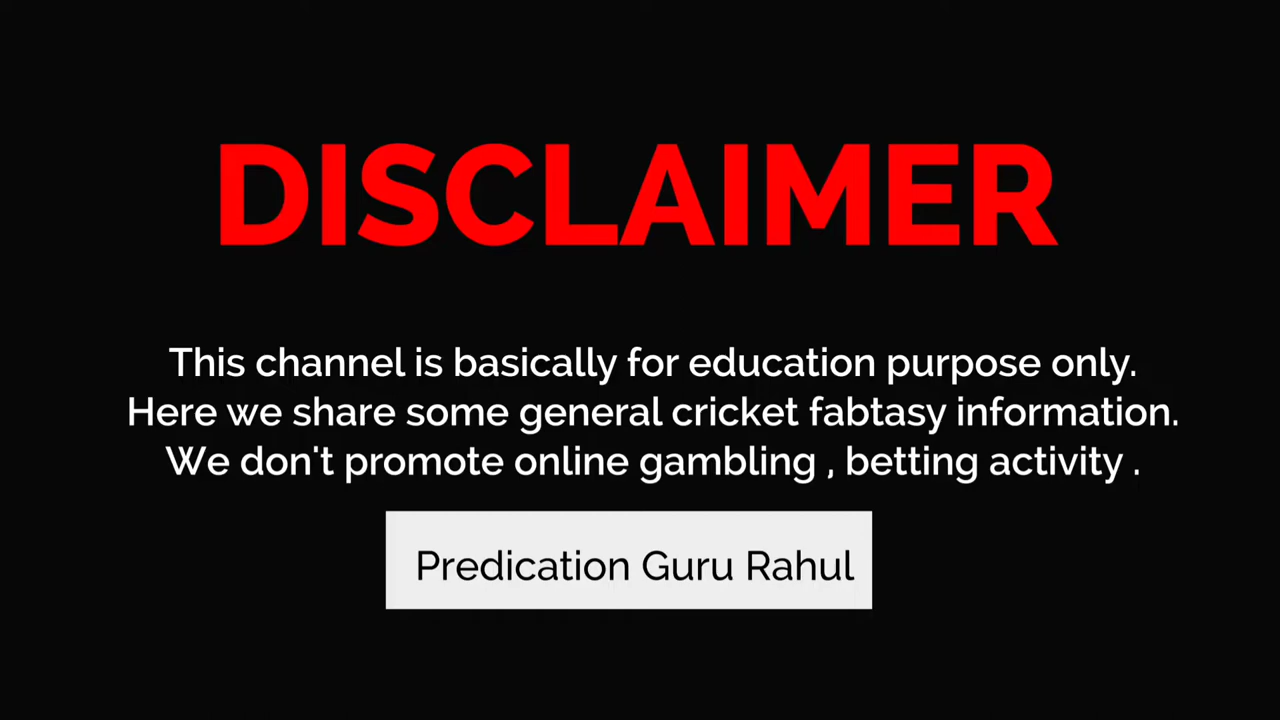 DISCLAIMER
This channel is basically for education purpose only.
Here we share some general cricket fabtasy information.
We don't promote online gambling , betting activity .
Predication Guru Rahul